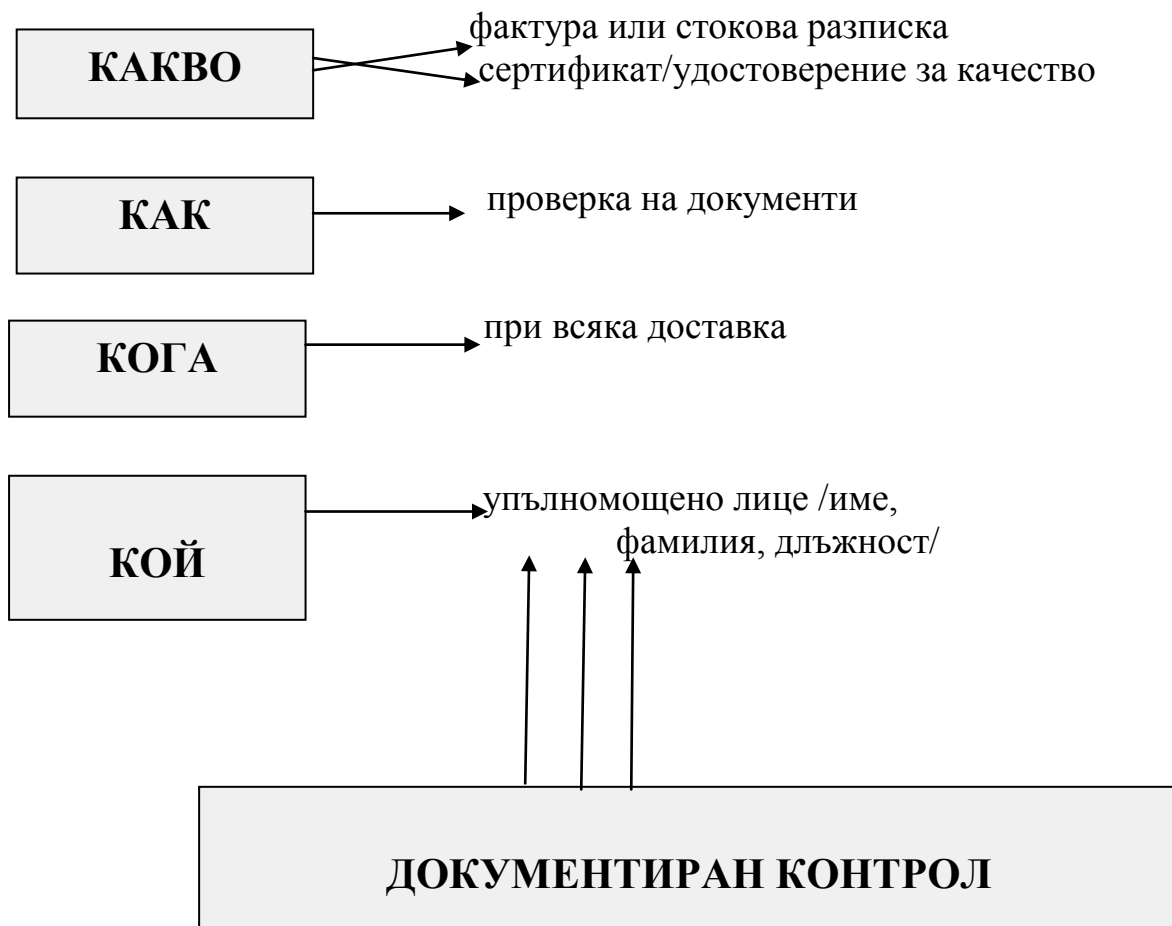 КАКВО
фактура или стокова разписка
сертификат/удостоверение за качество
КАК
проверка на документи
КОГА
при всяка доставка
КОЙ
упълномощено лице /име,
фамилия, длъжност/
ДОКУМЕНТИРАН КОНТРОЛ